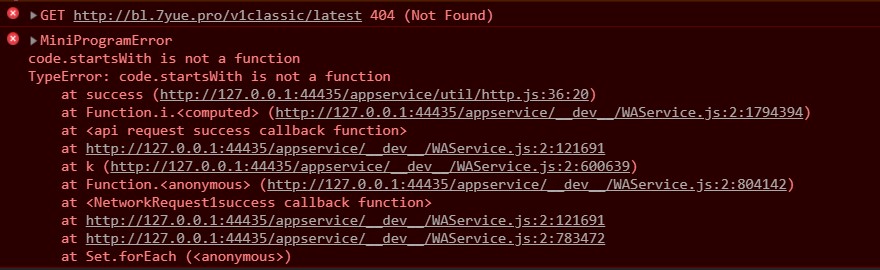 GET http://bl.7yue.pro/v1classic/latest 404 (Not Found)
MiniProgramError
code.startsWith is not a function
TypeError: code.startsWith is not a function
at success (http://127.0.0.1:44435/appservice/util/http.js:36:20)
at Function.i.<computed> (http://127.0.0.1:44435/appservice/__dev__/WAService.js:2:1794394)
at <api request success callback function>
at http://127.0.0.1:44435/appservice/__dev__/WAService.js:2:121691
at k (http://127.0.0.1:44435/appservice/__dev__/WAService.js:2:600639)
at Function.<anonymous> (http://127.0.0.1:44435/appservice/__dev__/WAService.js:2:804142)
at <NetworkRequest1success callback function>
at http://127.0.0.1:44435/appservice/__dev__/WAService.js:2:121691
at http://127.0.0.1:44435/appservice/__dev__/WAService.js:2:783472
at Set.forEach (<anonymous>)